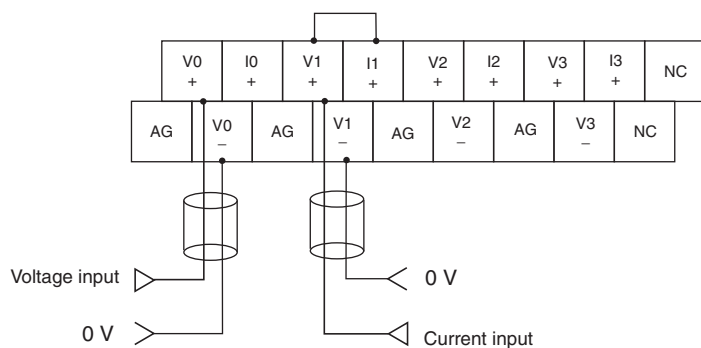 V0 I0 V1 I1 V2 I2 V3 I3 NC
+ + + + + + + +
AG V0 AG V1 AG V2 AG V3 NC
– – – –
Voltage input
0 V
0 V
Current input